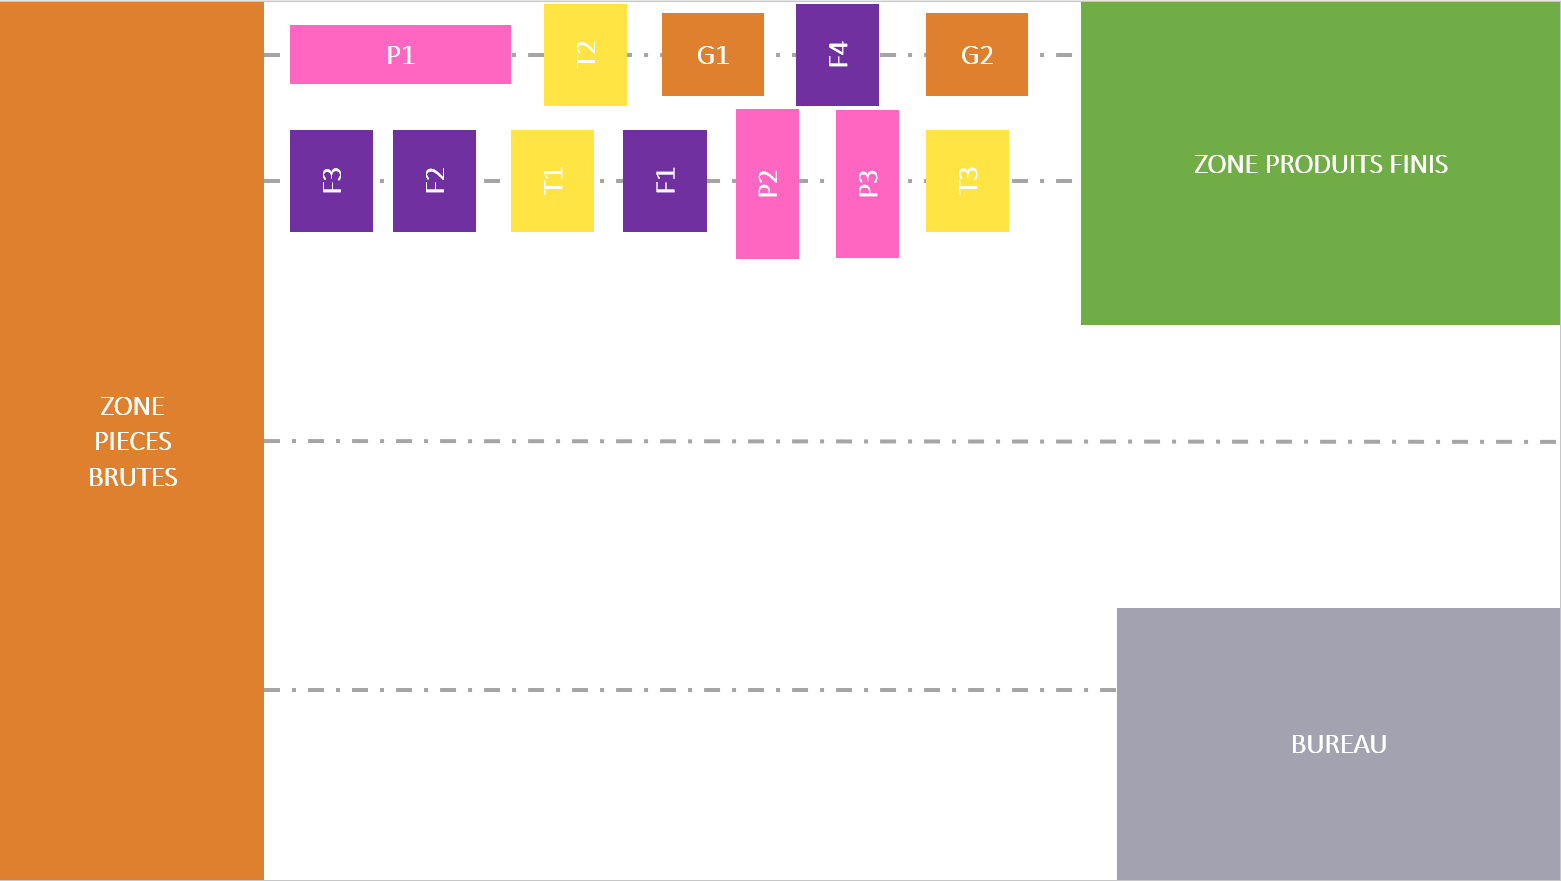 P1
T2
G1
F4
G2
F3
F2
T1
F1
P2
P3
T3
ZONE PRODUITS FINIS
ZONE
PIECES
BRUTES
BUREAU